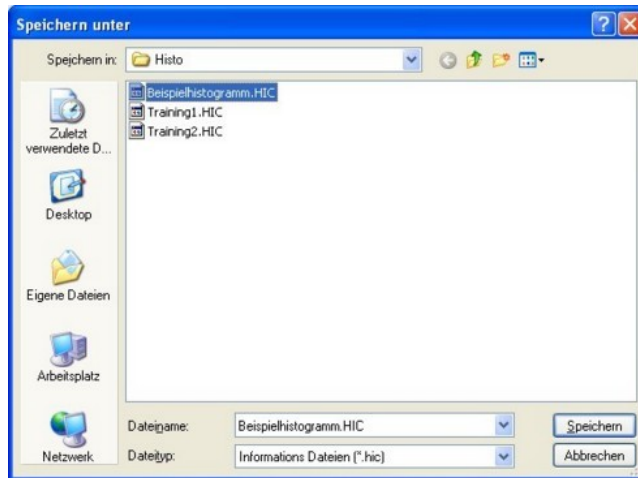 Speichern unter
Speichern in: Histo
Beispielhistogramm.HIC
Training1.HIC
Training2.HIC
Zuletzt
verwendete D...
Desktop
Eigene Dateien
Arbeitsplatz
Netzwerk
Dateiname: Beispielhistogramm.HIC Speichern
Dateityp: Informations Dateien (*.hic) Abbrechen